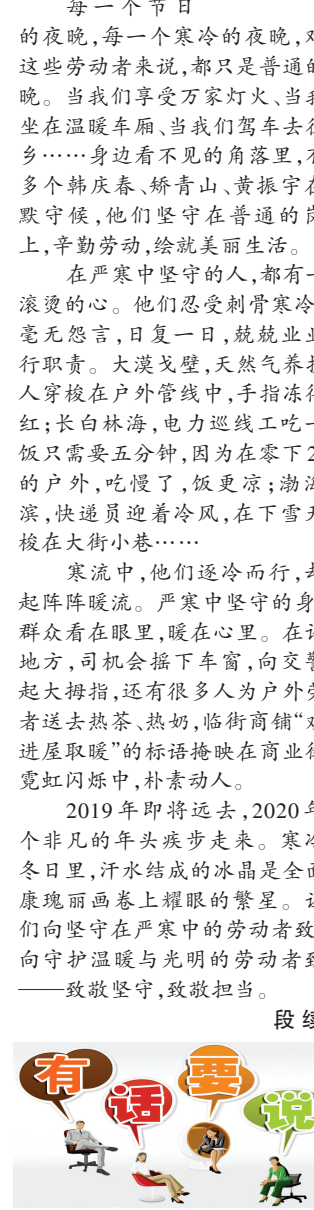 每一个节日
的夜晚,每一个寒冷的夜晚,对
这些劳动者来说,都只是普通的
晚。当我们享受万家灯火、当我
坐在温暖车厢、当我们驾车去往
乡……身边看不见的角落里,有
多个韩庆春、矫青山、黄振宇在
默守候,他们坚守在普通的岗
上,辛勤劳动,绘就美丽生活。
在严寒中坚守的人,都有一
滚烫的心。他们忍受刺骨寒冷
毫无怨言,日复一日,兢兢业业
行职责。大漠戈壁,天然气养护
人穿梭在户外管线中,手指冻得
红;长白林海,电力巡线工吃一
饭只需要五分钟,因为在零下2
的户外,吃慢了,饭更凉;渤海
滨,快递员迎着冷风,在下雪天
梭在大街小巷……
寒流中,他们逐冷而行,却
起阵阵暖流。严寒中坚守的身
群众看在眼里,暖在心里。在许
地方,司机会摇下车窗,向交警
起大拇指,还有很多人为户外劳
者送去热茶、热奶,临街商铺“欢
进屋取暖”的标语掩映在商业街
霓虹闪烁中,朴素动人。
2019年即将远去,2020年
个非凡的年头疾步走来。寒冷
冬日里,汗水结成的冰晶是全面
康瑰丽画卷上耀眼的繁星。让
们向坚守在严寒中的劳动者致
向守护温暖与光明的劳动者致
——致敬坚守,致敬担当。
段续
有话要说